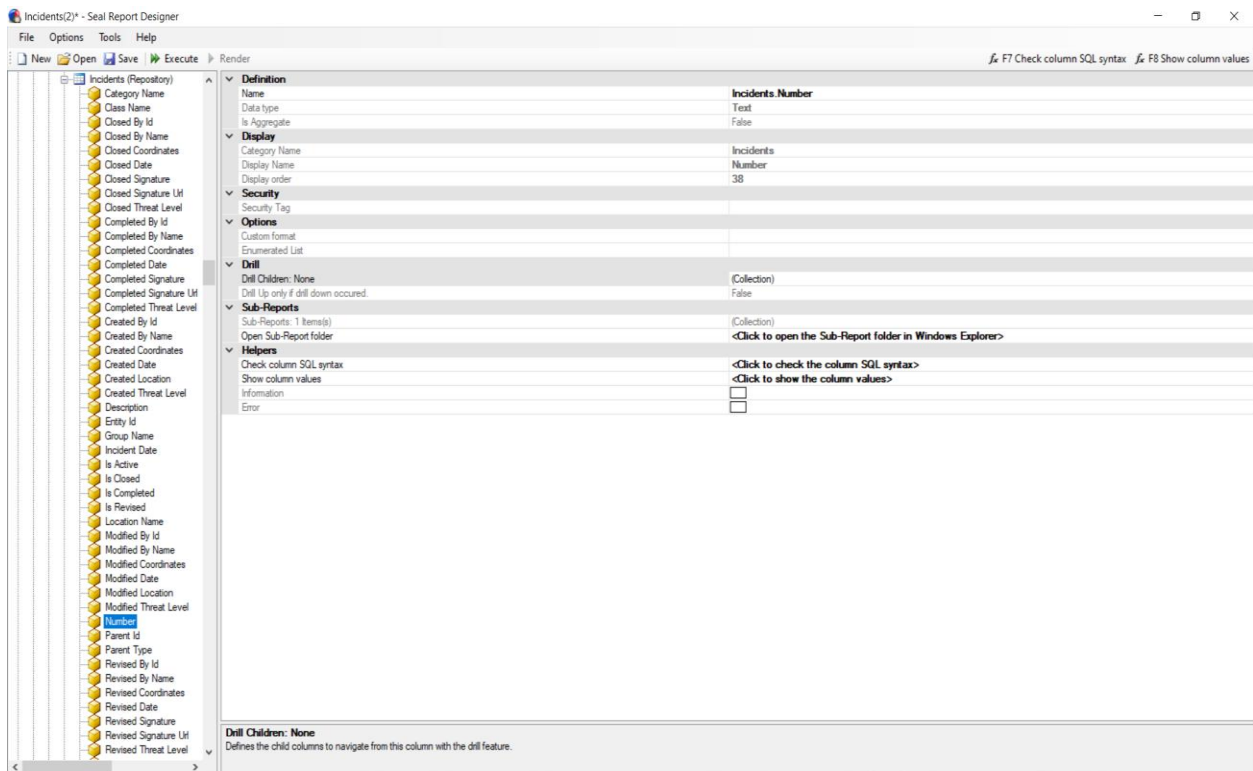 Incidents(2)* - Seal Report Designer
File Options Tools Help
New Open Save Execute Render
fx F7 Check column SQL syntax fx F8 Show column values
Incidents (Repository)
Category Name
Class Name
Closed By Id
Closed By Name
Closed Coordinates
Closed Date
Closed Signature
Closed Signature Url
Closed Threat Level
Completed By Id
Completed By Name
Completed Coordinates
Completed Date
Completed Signature
Completed Signature Url
Completed Threat Level
Created By Id
Created By Name
Created Coordinates
Created Date
Created Location
Created Threat Level
Description
Entity Id
Group Name
Incident Date
Is Active
Is Closed
Is Completed
Is Revised
Location Name
Modified By Id
Modified By Name
Modified Coordinates
Modified Date
Modified Location
Modified Threat Level
Number
Parent Id
Parent Type
Revised By Id
Revised By Name
Revised Coordinates
Revised Date
Revised Signature
Revised Signature Url
Revised Threat Level
Definition
Name Incidents.Number
Data type Text
Is Aggregate False
Display
Category Name Incidents
Display Name Number
Display order 38
Security
Security Tag
Options
Custom format
Enumerated List
Drill
Drill Children: None (Collection)
Drill Up only if drill down occured. False
Sub-Reports
Sub-Reports: 1 Items(s) (Collection)
Open Sub-Report folder <Click to open the Sub-Report folder in Windows Explorer>
Helpers
Check column SQL syntax <Click to check the column SQL syntax>
Show column values <Click to show the column values>
Information
Error
Drill Children: None
Defines the child columns to navigate from this column with the drill feature.